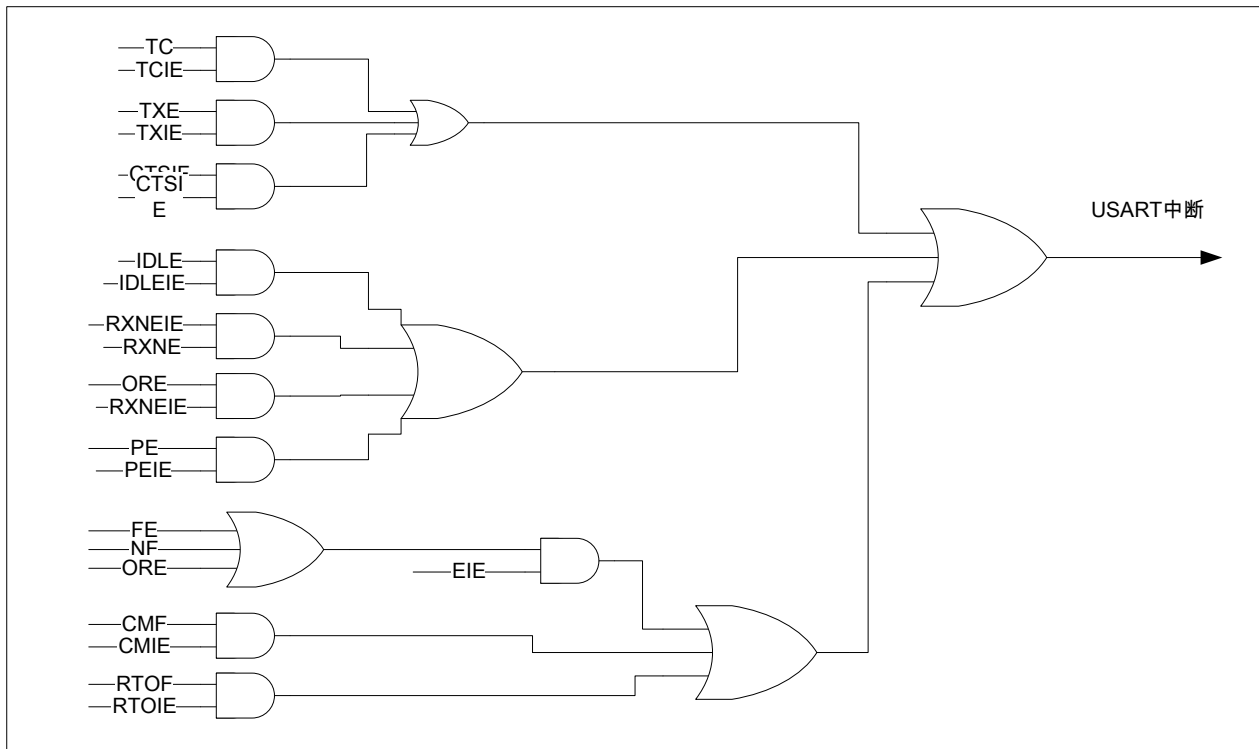 TC
TCIE
TXE
TXIE
CTSIF
CTSI
E
IDLE
IDLEIE
RXNEIE
RXNE
ORE
RXNEIE
PE
PEIE
FE
NF
ORE
EIE
CMF
CMIE
RTOF
RTOIE
USART中断